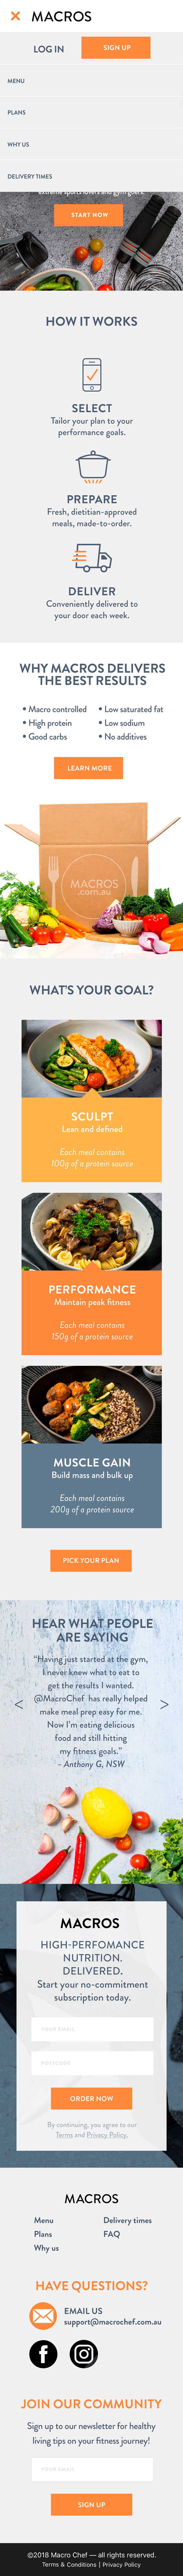 MACROS
LOG IN
SIGN UP
MENU
PLANS
WHY US
DELIVERY TIMES
START NOW
HOW IT WORKS
SELECT
Tailor your plan to your
performance goals.
PREPARE
Fresh, dietitian-approved
meals, made-to-order.
DELIVER
Conveniently delivered to
your door each week.
WHY MACROS DELIVERS
THE BEST RESULTS
• Macro controlled
• High protein
• Good carbs
• Low saturated fat
• Low sodium
• No additives
LEARN MORE
MACROS
.com.au
WHAT'S YOUR GOAL?
SCULPT
Lean and defined
Each meal contains
100g of a protein source
PERFORMANCE
Maintain peak fitness
Each meal contains
150g of a protein source
MUSCLE GAIN
Build mass and bulk up
Each meal contains
200g of a protein source
PICK YOUR PLAN
HEAR WHAT PEOPLE
ARE SAYING
“Having just started at the gym,
I never knew what to eat to
get the results I wanted.
@MacroChef has really helped
make meal prep easy for me.
Now I’m eating delicious
food and still hitting
my fitness goals.”
– Anthony G, NSW
< >
MACROS
HIGH-PERFOMANCE
NUTRITION.
DELIVERED.
Start your no-commitment
subscription today.
YOUR EMAIL
POSTCODE
ORDER NOW
By continuing, you agree to our
Terms and Privacy Policy.
MACROS
Menu
Plans
Why us
Delivery times
FAQ
HAVE QUESTIONS?
EMAIL US
support@macrochef.com.au
JOIN OUR COMMUNITY
Sign up to our newsletter for healthy
living tips on your fitness journey!
YOUR EMAIL
SIGN UP
©2018 Macro Chef — all rights reserved.
Terms & Conditions | Privacy Policy